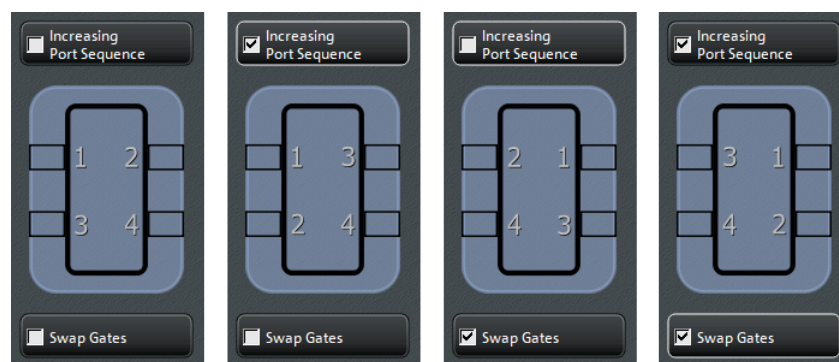 Increasing
Port Sequence
1 2
3 4
Swap Gates
Increasing
Port Sequence
1 3
2 4
Swap Gates
Increasing
Port Sequence
2 1
4 3
Swap Gates
Increasing
Port Sequence
3 1
4 2
Swap Gates